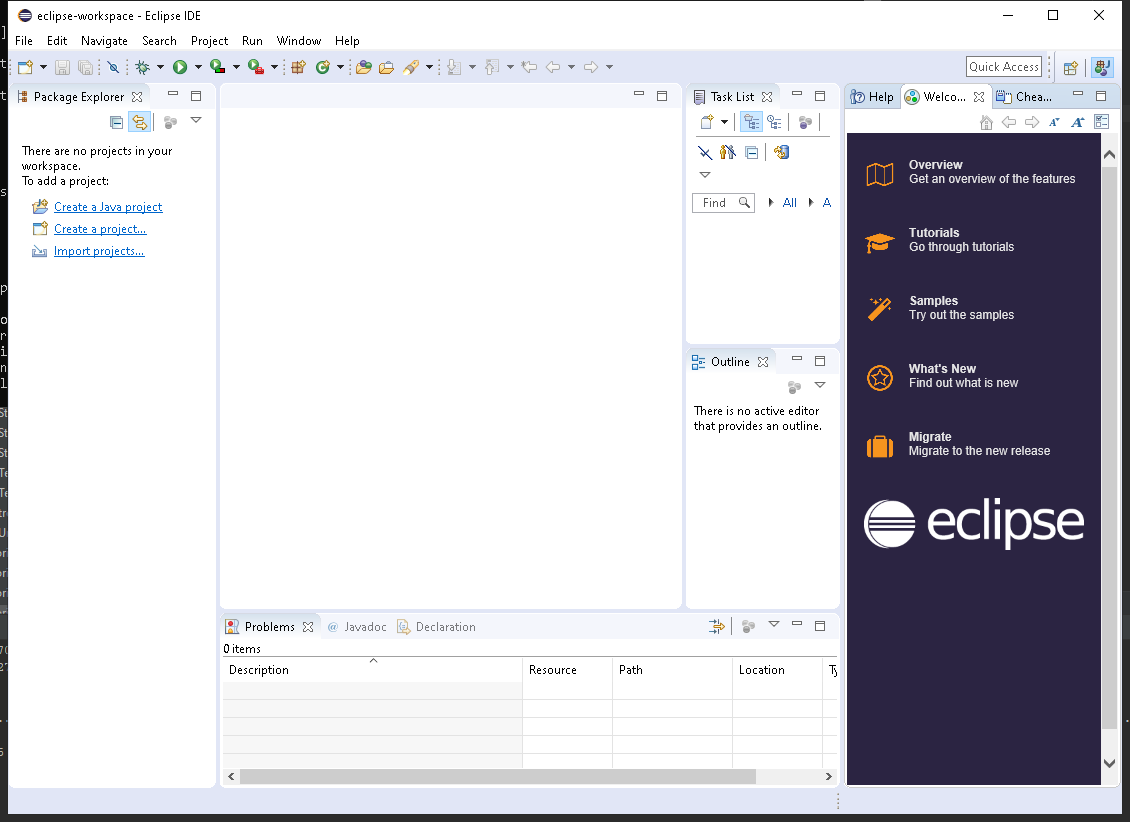 eclipse-workspace - Eclipse IDE
File Edit Navigate Search Project Run Window Help
Quick Access
Package Explorer
There are no projects in your
workspace.
To add a project:
Create a Java project
Create a project...
Import projects...
Task List
Find
All
A
Outline
There is no active editor
that provides an outline.
Help
Welco...
Chea...
Overview
Get an overview of the features
Tutorials
Go through tutorials
Samples
Try out the samples
What's New
Find out what is new
Migrate
Migrate to the new release
eclipse
Problems
@ Javadoc
Declaration
0 items
Description Resource Path Location Ty